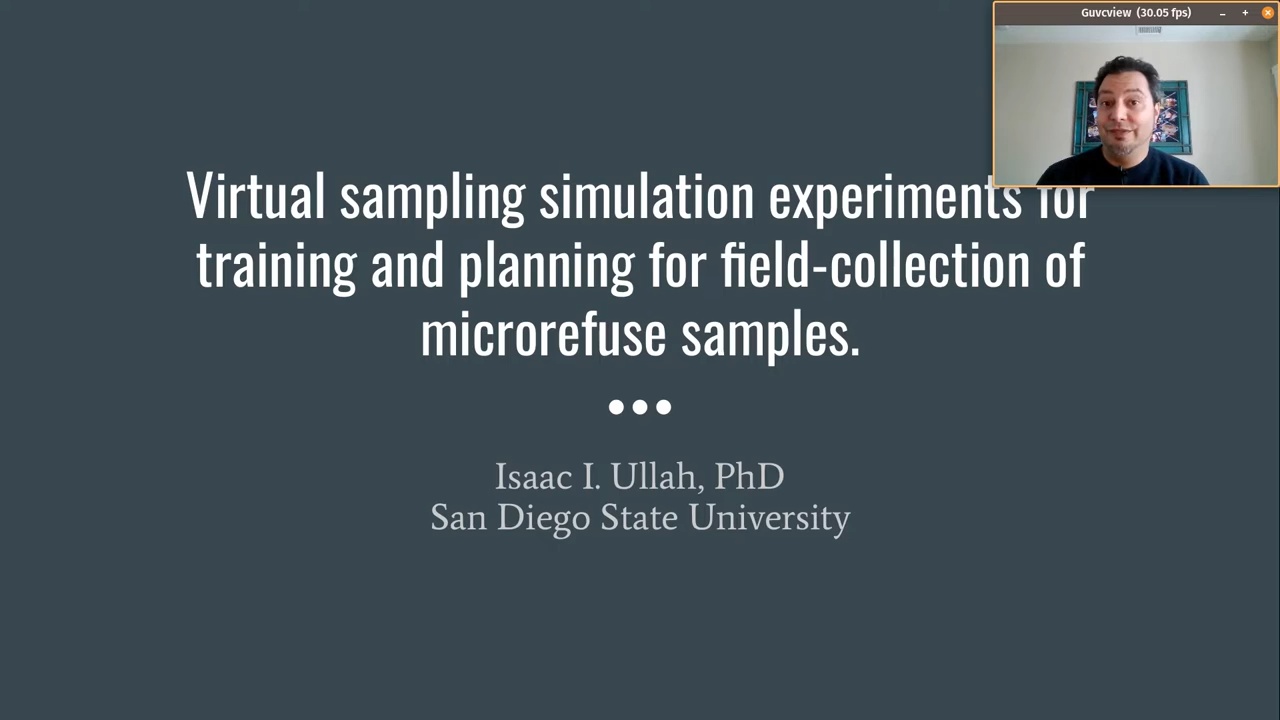 Guvcview (30.05 fps)
Virtual sampling simulation experiments for
training and planning for field-collection of
microrefuse samples.
Isaac I. Ullah, PhD
San Diego State University